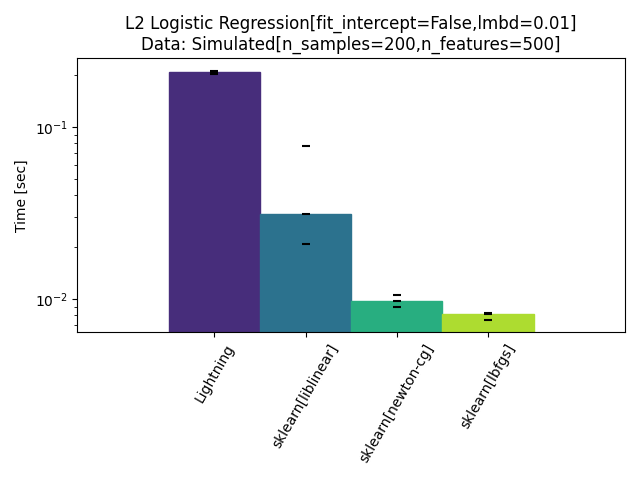 L2 Logistic Regression[fit_intercept=False,lmbd=0.01]
Data: Simulated[n_samples=200,n_features=500]
Time [sec]
10^{-1}
10^{-2}
Lightning
sklearn[liblinear]
sklearn[newton-cg]
sklearn[lbfgs]